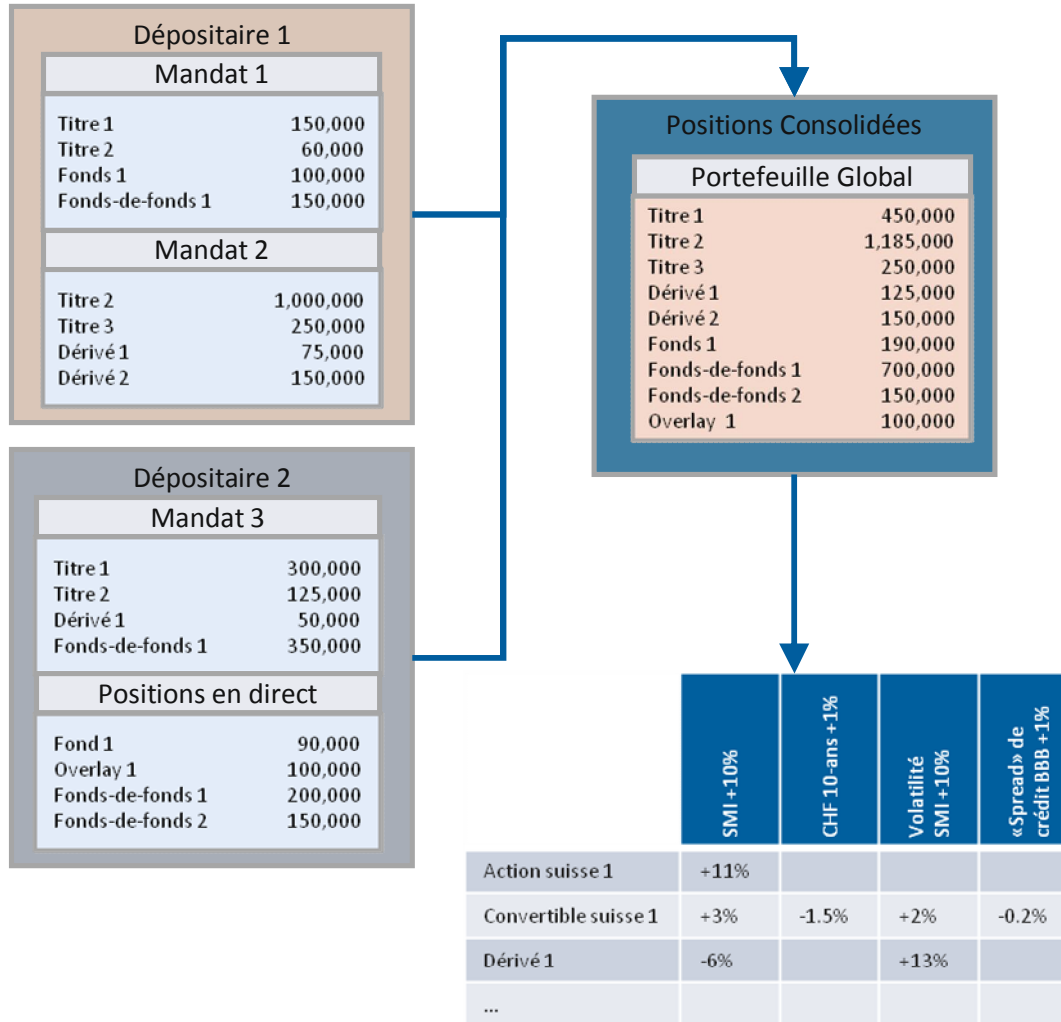 Dépositaire 1
Mandat 1
Titre 1 150,000
Titre 2 60,000
Fonds 1 100,000
Fonds-de-fonds 1 150,000
Mandat 2
Titre 2 1,000,000
Titre 3 250,000
Dérivé 1 75,000
Dérivé 2 150,000
Dépositaire 2
Mandat 3
Titre 1 300,000
Titre 2 125,000
Dérivé 1 50,000
Fonds-de-fonds 1 350,000
Positions en direct
Fond 1 90,000
Overlay 1 100,000
Fonds-de-fonds 1 200,000
Fonds-de-fonds 2 150,000
Positions Consolidées
Portefeuille Global
Titre 1 450,000
Titre 2 1,185,000
Titre 3 250,000
Dérivé 1 125,000
Dérivé 2 150,000
Fonds 1 190,000
Fonds-de-fonds 1 700,000
Fonds-de-fonds 2 150,000
Overlay 1 100,000
SMI +10%
CHF 10-ans +1%
Volatilité
SMI +10%
«Spread» de
crédit BBB +1%
Action suisse 1 +11%
Convertible suisse 1 +3% -1.5% +2% -0.2%
Dérivé 1 -6% +13%
...